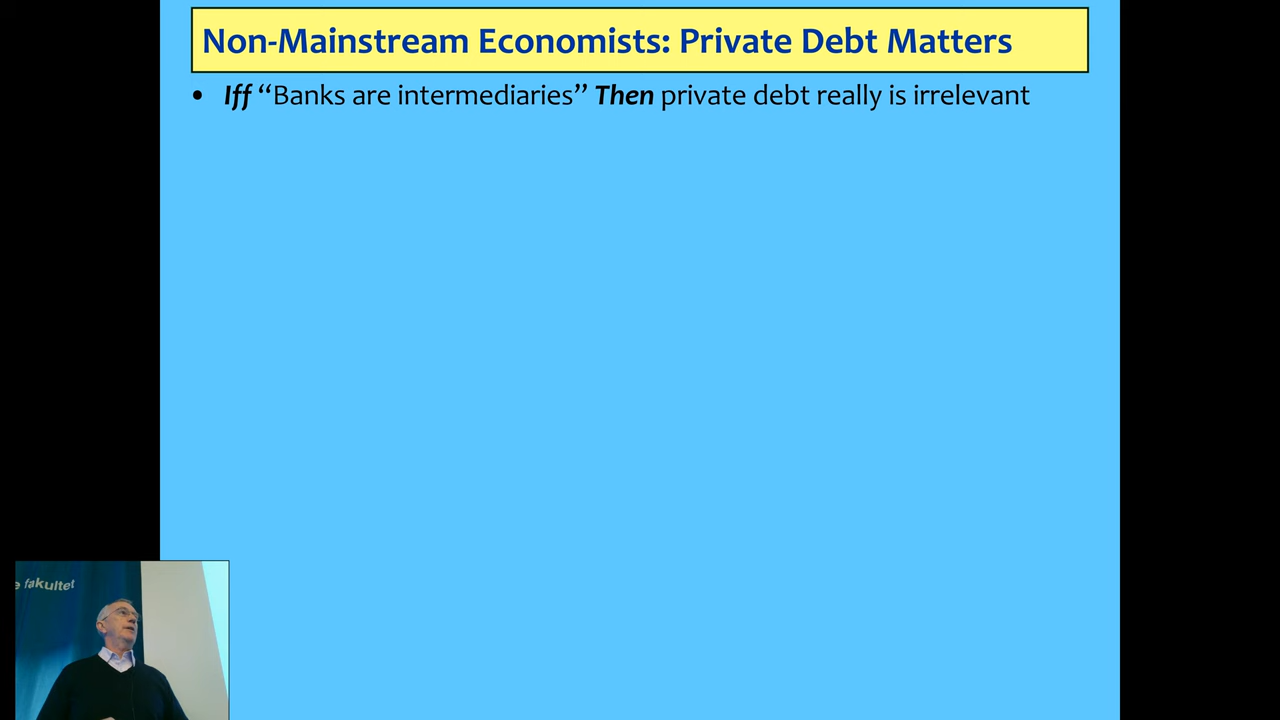 Non-Mainstream Economists: Private Debt Matters
• Iff “Banks are intermediaries” Then private debt really is irrelevant
e fakultet